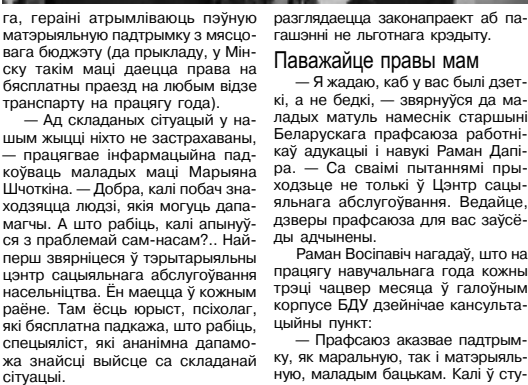 га, гераіні атрымліваюць пэўную
матэрыяльную падтрымку з мясцо-
вага бюджэту (да прыкладу, у Мін-
ску такім маці даецца права на
бясплатны праезд на любым відзе
транспарту на працягу года).
— Ад складаных сітуацый у на-
шым жыцці ніхто не застрахаваны,
— працягвае інфармацыйна пад-
коўваць маладых маці Марыяна
Шчоткіна. — Добра, калі побач зна-
ходзяцца людзі, якія могуць дапа-
магчы. А што рабіць, калі апынуў-
ся з праблемай сам-насам?.. Най-
перш звярніцеся ў тэрытарыяльны
цэнтр сацыяльнага абслугоўвання
насельніцтва. Ён маецца ў кожным
раёне. Там ёсць юрыст, псіхолаг,
які бясплатна падкажа, што рабіць,
спецыяліст, які ананімна дапамо-
жа знайсці выйсце са складанай
сітуацыі.
разглядаецца законапраект аб па-
гашэнні не льготнага крэдыту.
Паважайце правы мам
— Я жадаю, каб у вас былі дзет-
кі, а не бедкі, — звярнуўся да ма-
ладых матуль намеснік старшыні
Беларускага прафсаюза работні-
каў адукацыі і навукі Раман Дапі-
ра. — Са сваімі пытаннямі пры-
ходзьце не толькі ў Цэнтр сацы-
яльнага абслугоўвання. Ведайце,
дзверы прафсаюза для вас заўсё-
ды адчынены.
Раман Восіпавіч нагадаў, што на
працягу навучальнага года кожны
трэці чацвер месяца ў галоўным
корпусе БДУ дзейнічае кансульта-
цыйны пункт:
— Прафсаюз аказвае падтрым-
ку, як маральную, так і матэрыяль-
ную, маладым бацькам. Калі ў сту-